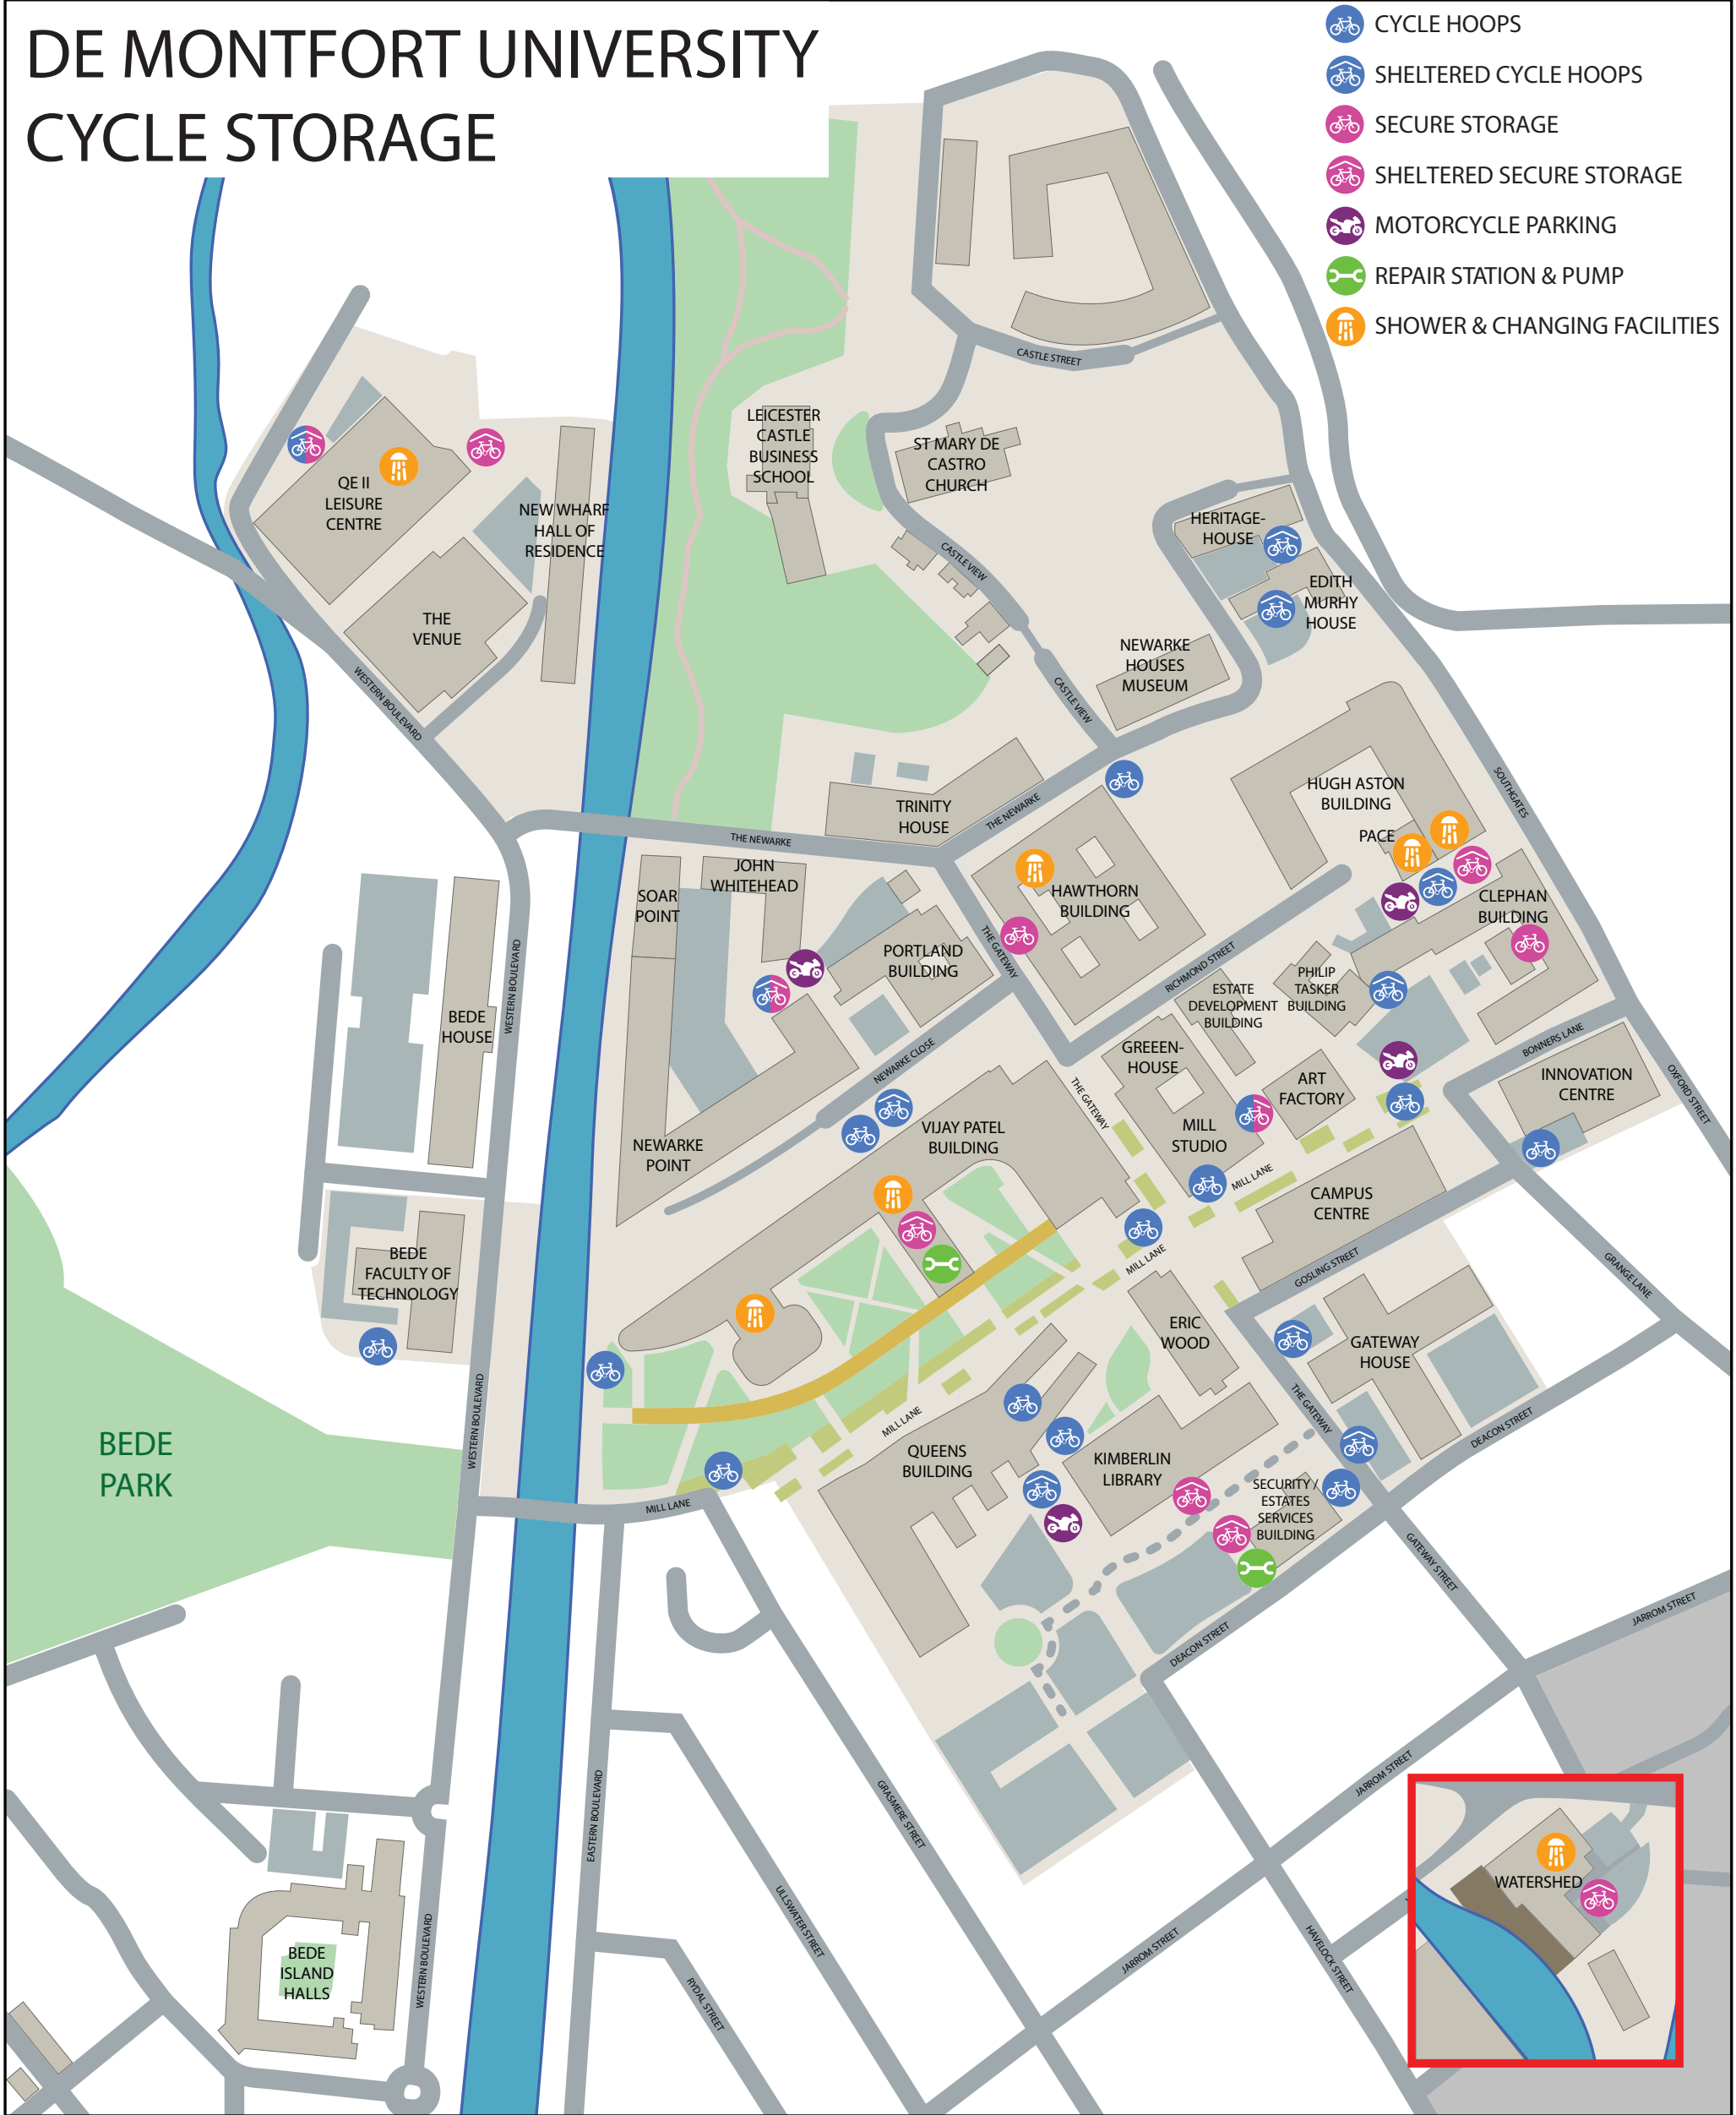 DE MONTFORT UNIVERSITY
CYCLE STORAGE
CYCLE HOOPS
SHELTERED CYCLE HOOPS
SECURE STORAGE
SHELTERED SECURE STORAGE
MOTORCYCLE PARKING
REPAIR STATION & PUMP
SHOWER & CHANGING FACILITIES
CASTLE STREET
LEICESTER
CASTLE
BUSINESS
SCHOOL
ST MARY DE
CASTRO
CHURCH
QE II
LEISURE
CENTRE
NEW WHARF
HALL OF
RESIDENCE
HERITAGE-
HOUSE
CASTLE VIEW
EDITH
MURHY
HOUSE
THE
VENUE
NEWARKE
HOUSES
MUSEUM
WESTERN BOULEVARD
CASTLE VIEW
HUGH ASTON
BUILDING
SOUTHGATES
TRINITY
HOUSE
THE NEWARKE
THE NEWARKE
PACE
JOHN
WHITEHEAD
SOAR
POINT
HAWTHORN
BUILDING
CLEPHAN
BUILDING
PORTLAND
BUILDING
THE GATEWAY
RICHMOND STREET
WESTERN BOULEVARD
BEDE
HOUSE
PHILIP
TASKER
BUILDING
ESTATE
DEVELOPMENT
BUILDING
GREEEN-
HOUSE
NEWARKE CLOSE
BONNERS LANE
INNOVATION
CENTRE
OXFORD STREET
ART
FACTORY
THE GATEWAY
MILL
STUDIO
VIJAY PATEL
BUILDING
NEWARKE
POINT
MILL LANE
CAMPUS
CENTRE
MILL LANE
GOSLING STREET
GRANGE LANE
BEDE
FACULTY OF
TECHNOLOGY
ERIC
WOOD
GATEWAY
HOUSE
WESTERN BOULEVARD
THE GATEWAY
DEACON STREET
MILL LANE
BEDE
PARK
QUEENS
BUILDING
KIMBERLIN
LIBRARY
SECURITY /
ESTATES
SERVICES
BUILDING
MILL LANE
GATEWAY STREET
JARROM STREET
DEACON STREET
JARROM STREET
GRASMERE STREET
EASTERN BOULEVARD
WATERSHED
ULLSWATER STREET
WESTERN BOULEVARD
BEDE
ISLAND
HALLS
JARROM STREET
HAVELOCK STREET
RYDAL STREET